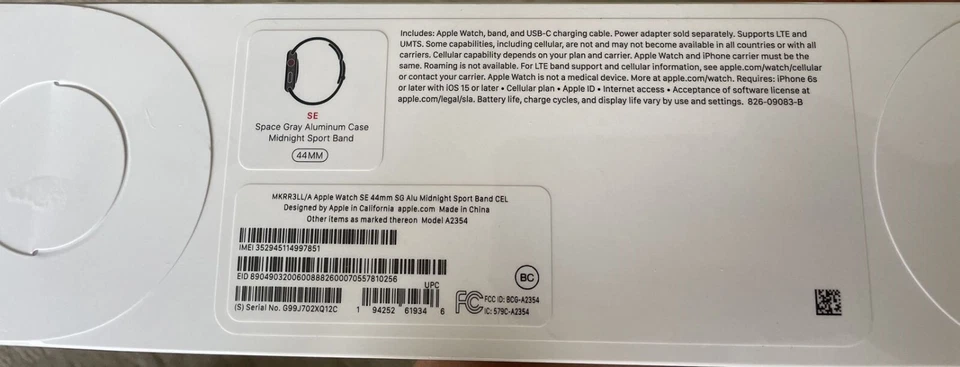 Includes: Apple Watch, band, and USB-C charging cable. Power adapter sold separately. Supports LTE and
UMTS. Some capabilities, including cellular, are not and may not become available in all countries or with all
carriers. Cellular capability depends on your plan and carrier. Apple Watch and iPhone carrier must be the
same. Roaming is not available. For LTE band support and cellular information, see apple.com/watch/cellular
or contact your carrier. Apple Watch is not a medical device. More at apple.com/watch. Requires: iPhone 6s
or later with iOS 15 or later • Cellular plan • Apple ID • Internet access • Acceptance of software license at
apple.com/legal/sla. Battery life, charge cycles, and display life vary by use and settings. 826-09083-B
SE
Space Gray Aluminum Case
Midnight Sport Band
44MM
MKRR3LL/A Apple Watch SE 44mm SG Alu Midnight Sport Band CEL
Designed by Apple in California apple.com Made in China
Other items as marked thereon Model A2354
IMEI 352945114997851
EID 89049032006008882600070557810256
BC
UPC
(S) Serial No. G99J702XQ12C
1 94252 61934 6
FC
FCC ID: BCG-A2354
IC: 579C-A2354